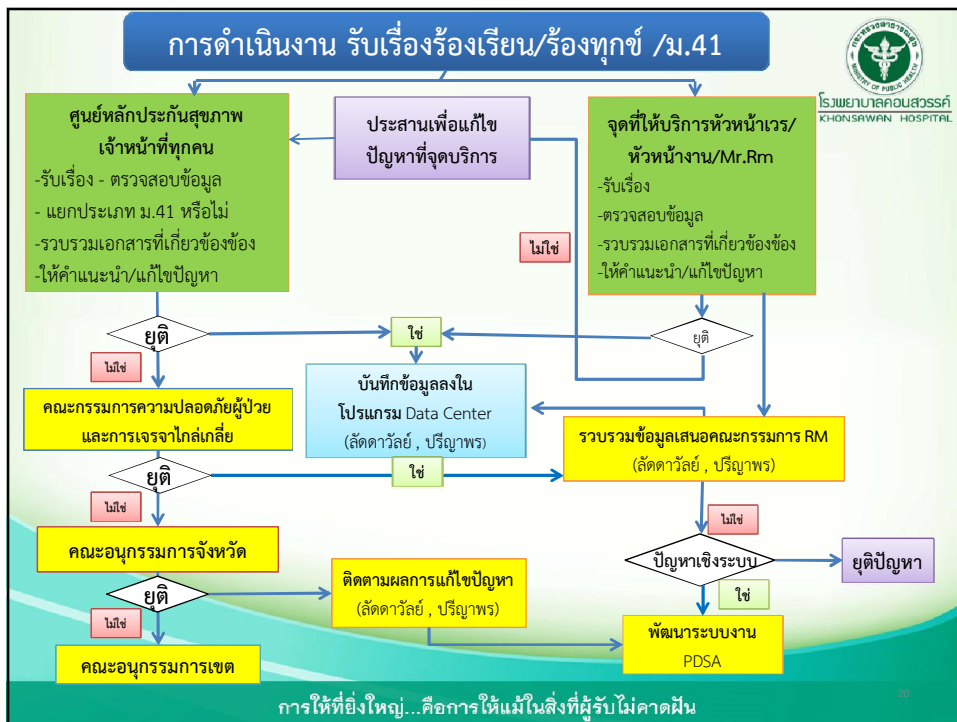 การดำเนินงาน รับเรื่องร้องเรียน/ร้องทุกข์ /ม.41
กระทรวงสาธารณสุข
MINISTRY OF PUBLIC HEALTH
โรงพยาบาลคอนสวรรค์
KHONSAWAN HOSPITAL
ศูนย์หลักประกันสุขภาพ
เจ้าหน้าที่ทุกคน
-รับเรื่อง - ตรวจสอบข้อมูล
- แยกประเภท ม.41 หรือไม่
-รวบรวมเอกสารที่เกี่ยวข้องข้อง
-ให้คำแนะนำ/แก้ไขปัญหา
ประสานเพื่อแก้ไข
ปัญหาที่จุดบริการ
จุดที่ให้บริการหัวหน้าเวร/
หัวหน้างาน/Mr.Rm
-รับเรื่อง
-ตรวจสอบข้อมูล
-รวบรวมเอกสารที่เกี่ยวข้องข้อง
-ให้คำแนะนำ/แก้ไขปัญหา
ไม่ใช่
ยุติ
ใช่
ยุติ
ไม่ใช่
บันทึกข้อมูลลงใน
โปรแกรม Data Center
(ลัดดาวัลย์ , ปรีญาพร)
คณะกรรมการความปลอดภัยผู้ป่วย
และการเจรจาไกล่เกลี่ย
รวบรวมข้อมูลเสนอคณะกรรมการ RM
(ลัดดาวัลย์ , ปรีญาพร)
ยุติ
ใช่
ไม่ใช่
ไม่ใช่
คณะอนุกรรมการจังหวัด
ปัญหาเชิงระบบ
ยุติปัญหา
ติดตามผลการแก้ไขปัญหา
(ลัดดาวัลย์ , ปรีญาพร)
ยุติ
ใช่
ไม่ใช่
พัฒนาระบบงาน
PDSA
คณะอนุกรรมการเขต
การให้ที่ยิ่งใหญ่...คือการให้แม้ในสิ่งที่ผู้รับไม่คาดฝัน
20